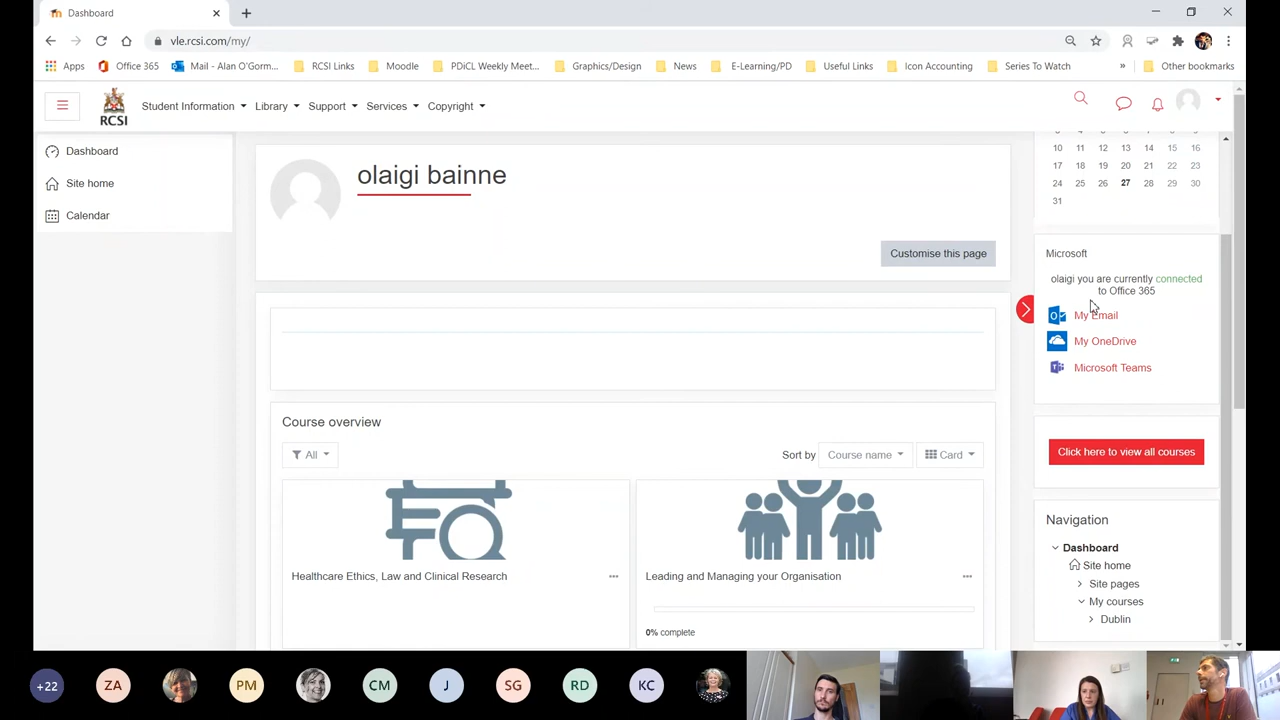 Dashboard
vle.rcsi.com/my/
Apps Office 365 Mail - Alan O'Gorm... RCSI Links Moodle PDiCL Weekly Meet... Graphics/Design News E-Learning/PD Useful Links Icon Accounting Series To Watch » Other bookmarks
RCSI
Student Information Library Support Services Copyright
Dashboard
Site home
Calendar
olaigi bainne
Customise this page
Course overview
All
Sort by Course name Card
Healthcare Ethics, Law and Clinical Research
Leading and Managing your Organisation
0% complete
10 11 12 13 14 15 16
17 18 19 20 21 22 23
24 25 26 27 28 29 30
31
Microsoft
olaigi you are currently connected
to Office 365
My Email
My OneDrive
Microsoft Teams
Click here to view all courses
Navigation
Dashboard
Site home
Site pages
My courses
Dublin
+22 ZA PM CM J SG RD KC